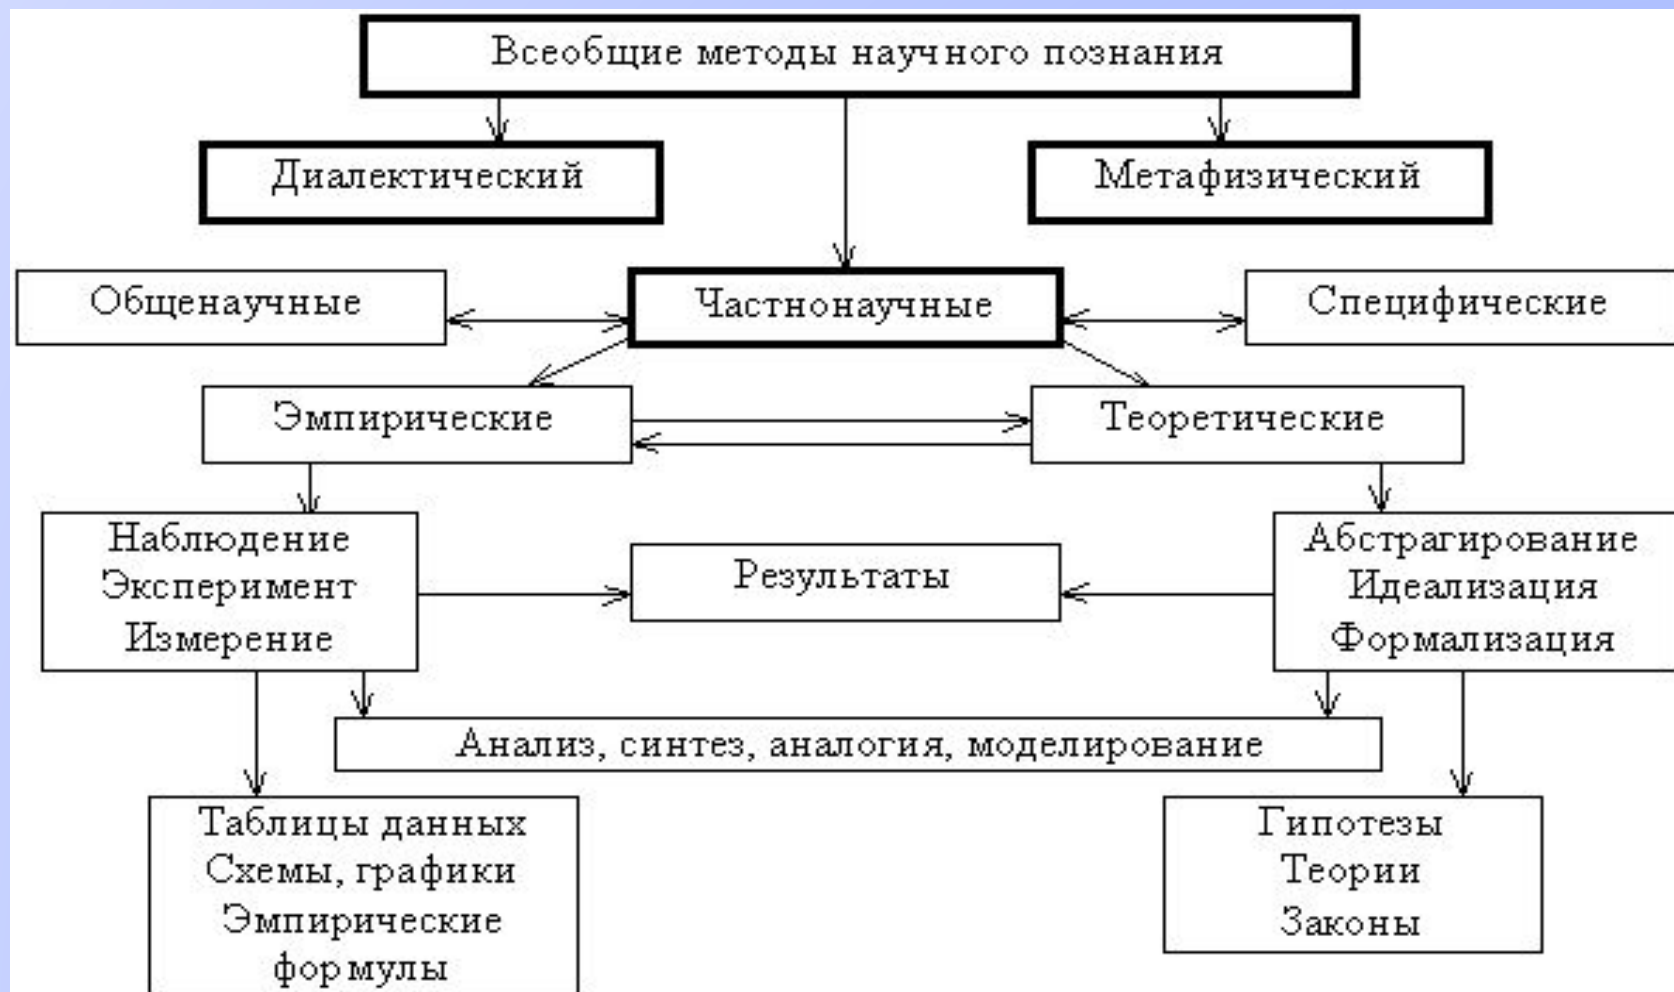 Всеобщие методы научного познания
Диалектический
Метафизический
Общенаучные
Частнонаучные
Специфические
Эмпирические
Теоретические
Наблюдение
Эксперимент
Измерение
Результаты
Абстрагирование
Идеализация
Формализация
Анализ, синтез, аналогия, моделирование
Таблицы данных
Схемы, графики
Эмпирические
формулы
Гипотезы
Теории
Законы